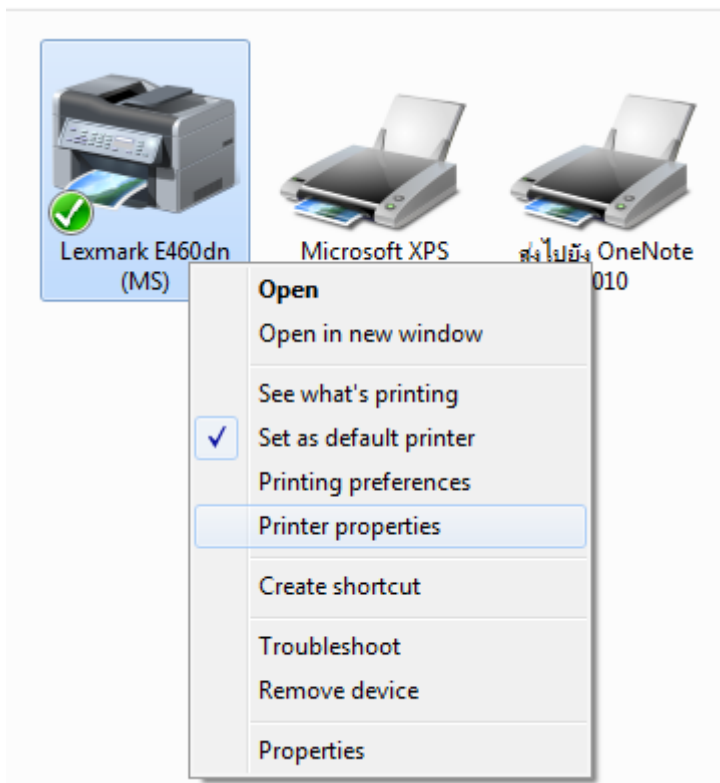 Lexmark E460dn
(MS)
Microsoft XPS
ส่งไปยัง OneNote
010
Open
Open in new window
See what's printing
Set as default printer
Printing preferences
Printer properties
Create shortcut
Troubleshoot
Remove device
Properties